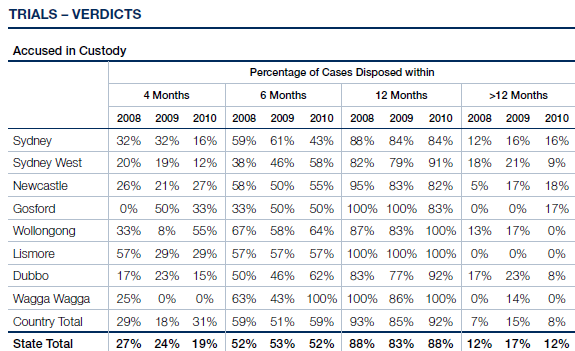 TRIALS – VERDICTS
Accused in Custody
Percentage of Cases Disposed within
4 Months 6 Months 12 Months >12 Months
2008 2009 2010 2008 2009 2010 2008 2009 2010 2008 2009 2010
Sydney 32% 32% 16% 59% 61% 43% 88% 84% 84% 12% 16% 16%
Sydney West 20% 19% 12% 38% 46% 58% 82% 79% 91% 18% 21% 9%
Newcastle 26% 21% 27% 58% 50% 55% 95% 83% 82% 5% 17% 18%
Gosford 0% 50% 33% 33% 50% 50% 100% 100% 83% 0% 0% 17%
Wollongong 33% 8% 55% 67% 58% 64% 87% 83% 100% 13% 17% 0%
Lismore 57% 29% 29% 57% 57% 57% 100% 100% 100% 0% 0% 0%
Dubbo 17% 23% 15% 50% 46% 62% 83% 77% 92% 17% 23% 8%
Wagga Wagga 25% 0% 0% 63% 43% 100% 100% 86% 100% 0% 14% 0%
Country Total 29% 18% 31% 59% 51% 59% 93% 85% 92% 7% 15% 8%
State Total 27% 24% 19% 52% 53% 52% 88% 83% 88% 12% 17% 12%